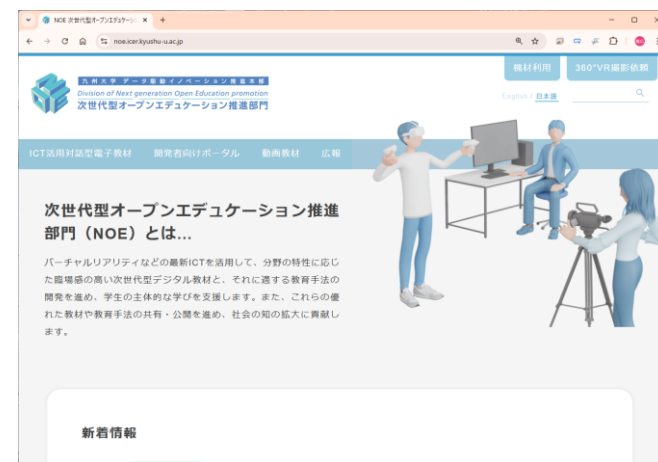 NOE 次世代型オープンエデュケーション
noe.icer.kyushu-u.ac.jp
機材利用
360°VR撮影依頼
九州大学 データ駆動イノベーション推進本部
Division of Next generation Open Education promotion
次世代型オープンエデュケーション推進部門
English / 日本語
ICT活用対話型電子教材 開発者向けポータル 動画教材 広報
次世代型オープンエデュケーション推進
部門（NOE）とは...
バーチャルリアリティなどの最新ICTを活用して、分野の特性に応じ
た臨場感の高い次世代型デジタル教材と、それに適する教育手法の
開発を進め、学生の主体的な学びを支援します。また、これらの優
れた教材や教育手法の共有・公開を進め、社会の知の拡大に貢献し
ます。
新着情報